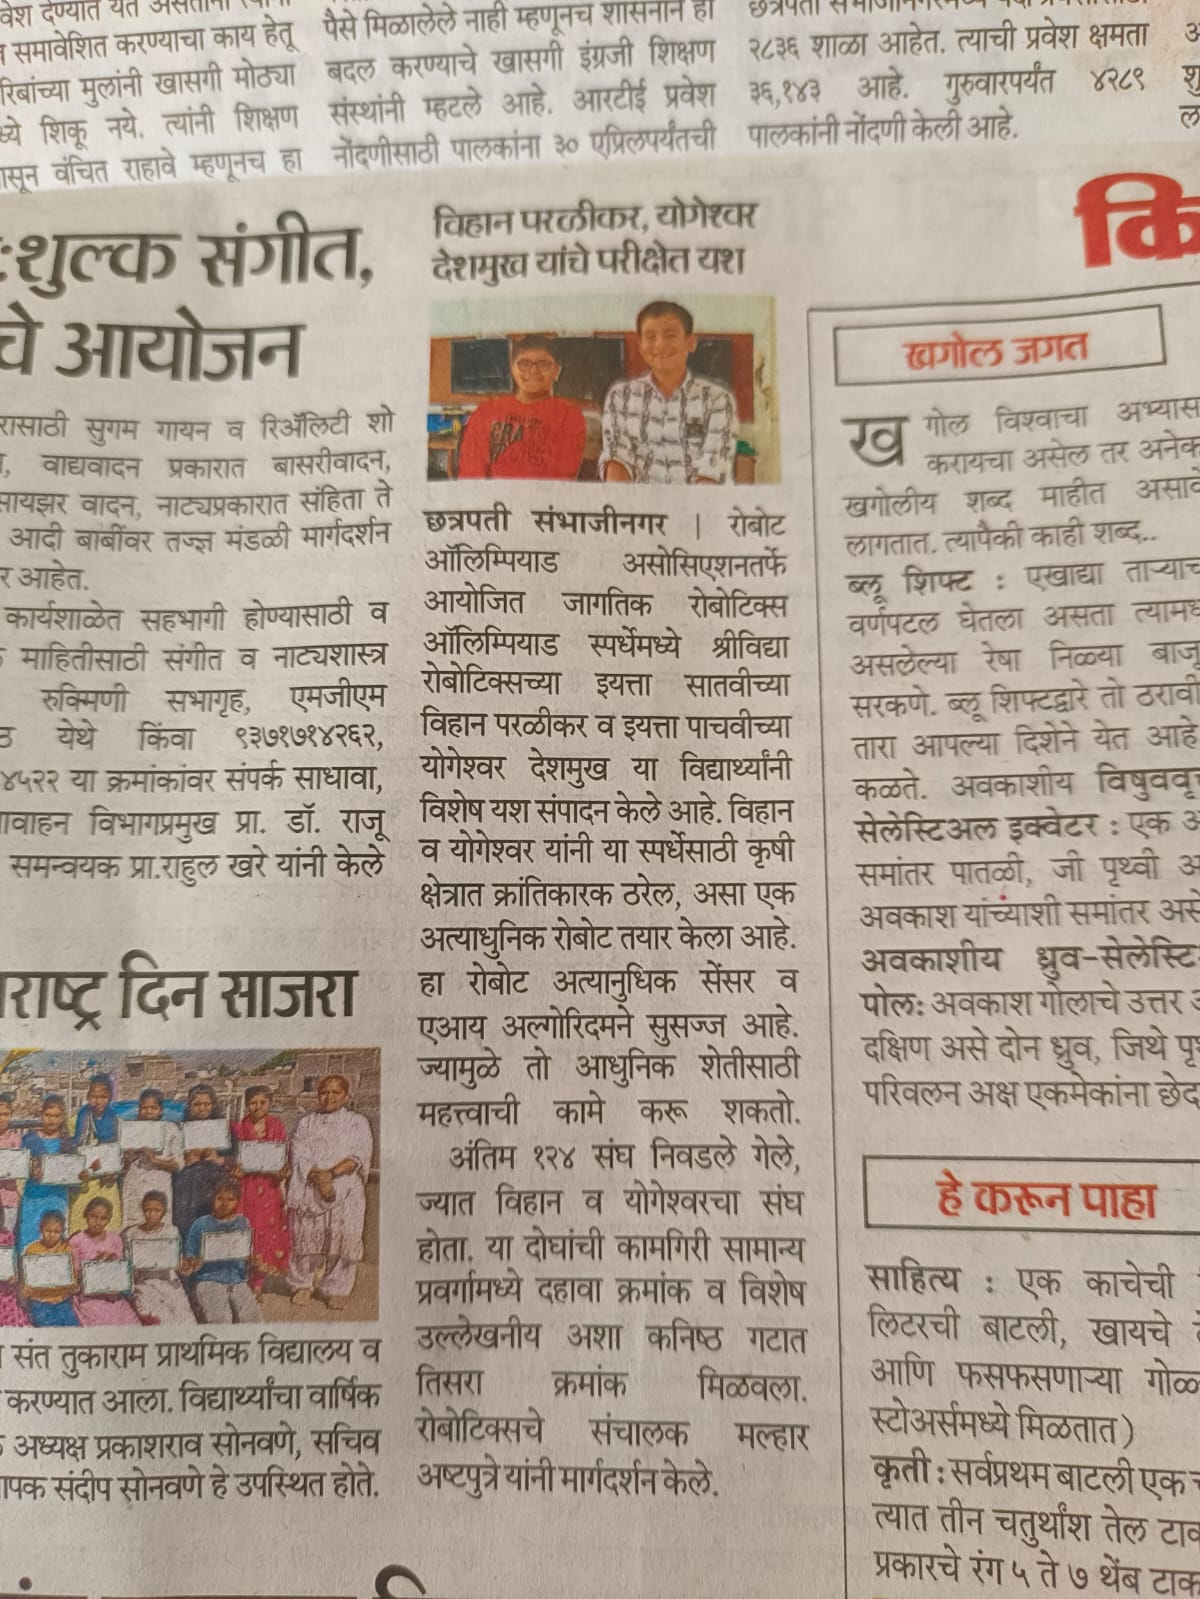 वेश देण्यात येत असताना
समावेशित करण्याचा काय हेतू
रिबांच्या मुलांनी खासगी मोठ्या
ध्ये शिकू नये. त्यांनी शिक्षण
ासून वंचित राहावे म्हणूनच हा
पैसे मिळालेले नाही म्हणूनच शासनाने हा
बदल करण्याचे खासगी इंग्रजी शिक्षण
संस्थांनी म्हटले आहे. आरटीई प्रवेश
नोंदणीसाठी पालकांना ३० एप्रिलपर्यंतची
२८३६ शाळा आहेत. त्याची प्रवेश क्षमता
३६,१४३ आहे. गुरुवारपर्यंत ४२८९
पालकांनी नोंदणी केली आहे.
:शुल्क संगीत,
चे आयोजन
रासाठी सुगम गायन व रिॲलिटी शो
, वाद्यवादन प्रकारात बासरीवादन,
सायझर वादन, नाट्यप्रकारात संहिता ते
आदी बाबींवर तज्ज्ञ मंडळी मार्गदर्शन
र आहेत.
कार्यशाळेत सहभागी होण्यासाठी व
माहितीसाठी संगीत व नाट्यशास्त्र
रुक्मिणी सभागृह, एमजीएम
ठ येथे किंवा ९३७१७१४२६२,
४५२२ या क्रमांकांवर संपर्क साधावा,
ावाहन विभागप्रमुख प्रा. डॉ. राजू
समन्वयक प्रा.राहुल खरे यांनी केले
राष्ट्र दिन साजरा
संत तुकाराम प्राथमिक विद्यालय व
करण्यात आला. विद्यार्थ्यांचा वार्षिक
अध्यक्ष प्रकाशराव सोनवणे, सचिव
ापक संदीप सोनवणे हे उपस्थित होते.
विहान परळीकर, योगेश्वर
देशमुख यांचे परीक्षेत यश
छत्रपती संभाजीनगर | रोबोट
ऑलिम्पियाड असोसिएशनतर्फे
आयोजित जागतिक रोबोटिक्स
ऑलिम्पियाड स्पर्धेमध्ये श्रीविद्या
रोबोटिक्सच्या इयत्ता सातवीच्या
विहान परळीकर व इयत्ता पाचवीच्या
योगेश्वर देशमुख या विद्यार्थ्यांनी
विशेष यश संपादन केले आहे. विहान
व योगेश्वर यांनी या स्पर्धेसाठी कृषी
क्षेत्रात क्रांतिकारक ठरेल, असा एक
अत्याधुनिक रोबोट तयार केला आहे.
हा रोबोट अत्यानुधिक सेंसर व
एआय अल्गोरिदमने सुसज्ज आहे.
ज्यामुळे तो आधुनिक शेतीसाठी
महत्त्वाची कामे करू शकतो.
अंतिम १२४ संघ निवडले गेले,
ज्यात विहान व योगेश्वरचा संघ
होता. या दोघांची कामगिरी सामान्य
प्रवर्गामध्ये दहावा क्रमांक व विशेष
उल्लेखनीय अशा कनिष्ठ गटात
तिसरा क्रमांक मिळवला.
रोबोटिक्सचे संचालक मल्हार
अष्टपुत्रे यांनी मार्गदर्शन केले.
कि
खगोल जगत
खगोल विश्वाचा अभ्यास
करायचा असेल तर अनेक
खगोलीय शब्द माहीत असावे
लागतात. त्यापैकी काही शब्द..
ब्लू शिफ्ट : एखाद्या ताऱ्याच
वर्णपटल घेतला असता त्यामध
असलेल्या रेषा निळ्या बाजू
सरकणे. ब्लू शिफ्टद्वारे तो ठरावी
तारा आपल्या दिशेने येत आहे
कळते. अवकाशीय विषुववृत्त
सेलेस्टिअल इक्वेटर : एक अ
समांतर पातळी, जी पृथ्वी अ
अवकाश यांच्याशी समांतर असे
अवकाशीय ध्रुव-सेलेस्टि
पोल: अवकाश गोलाचे उत्तर
दक्षिण असे दोन ध्रुव, जिथे पृ
परिवलन अक्ष एकमेकांना छेद
हे करून पाहा
साहित्य : एक काचेची
लिटरची बाटली, खायचे
आणि फसफसणाऱ्या गोळ
स्टोअर्समध्ये मिळतात)
कृती : सर्वप्रथम बाटली एक
त्यात तीन चतुर्थांश तेल टाक
प्रकारचे रंग ५ ते ७ थेंब टाक